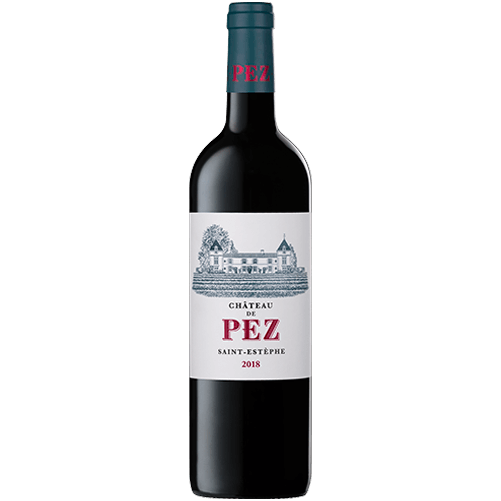 PEZ
CHÂTEAU
DE
PEZ
SAINT-ESTÈPHE
2018